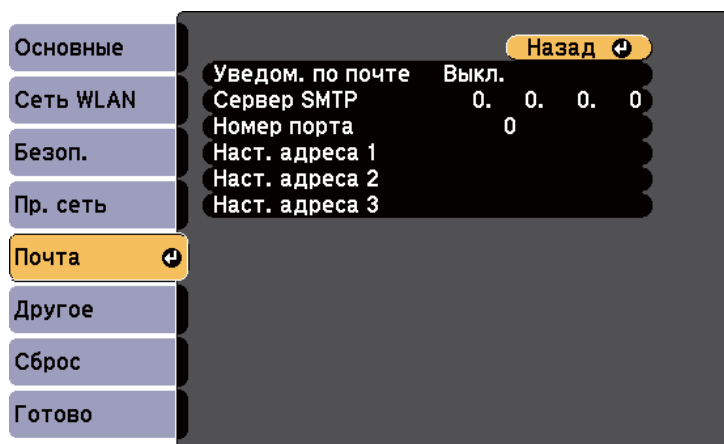 Основные
Сеть WLAN
Безоп.
Пр. сеть
Почта
Другое
Сброс
Готово
Назад
Уведом. по почте Выкл.
Сервер SMTP 0. 0. 0. 0
Номер порта 0
Наст. адреса 1
Наст. адреса 2
Наст. адреса 3